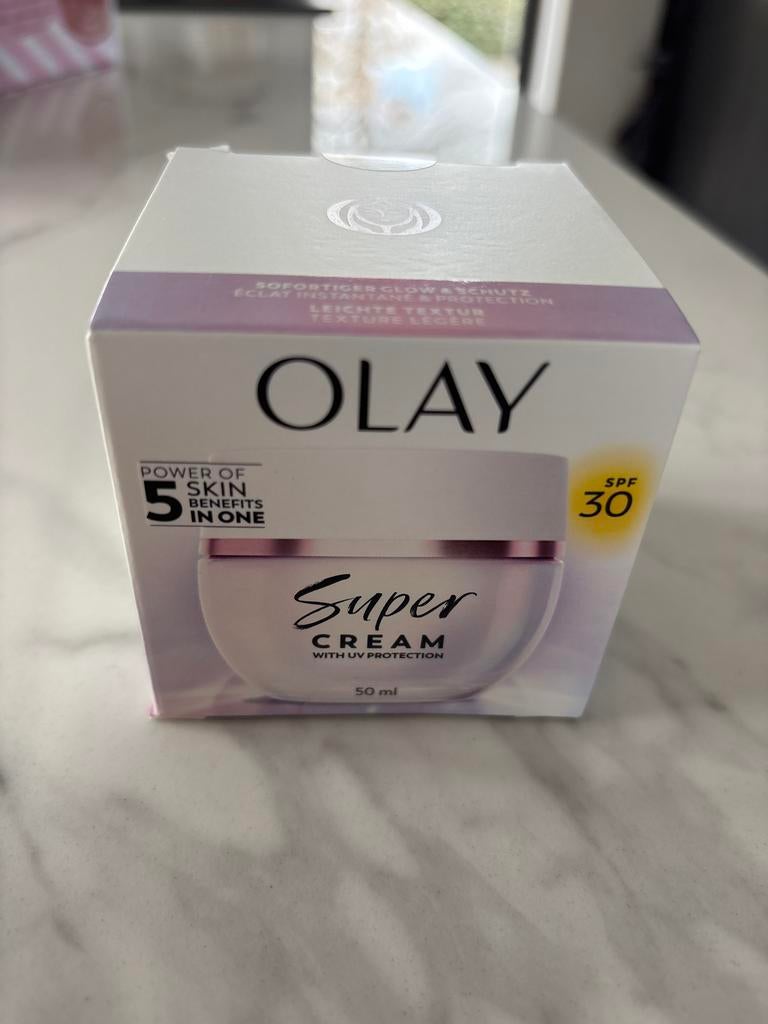 SOFORTIGER GLOW & SCHUTZ
ÉCLAT INSTANTANÉ & PROTECTION
LEICHTE TEXTUR
TEXTURE LÉGÈRE
OLAY
POWER OF
5 SKIN
BENEFITS
IN ONE
SPF
30
Super
CREAM
WITH UV PROTECTION
50 ml